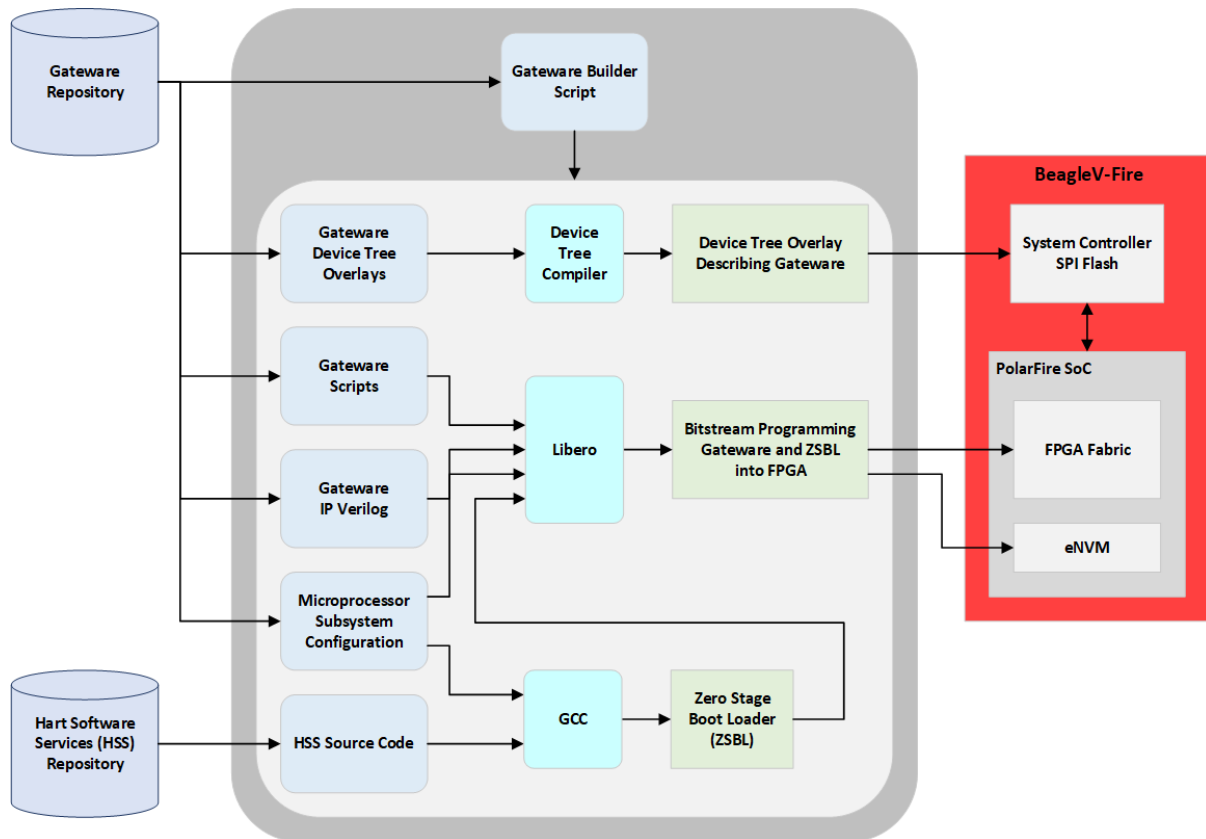 Gateware
Repository
Gateware Builder
Script
BeagleV-Fire
Gateware
Device Tree
Overlays
Device
Tree
Compiler
Device Tree Overlay
Describing Gateware
System Controller
SPI Flash
PolarFire SoC
Gateware
Scripts
Libero
Bitstream Programming
Gateware and ZSBL
into FPGA
FPGA Fabric
Gateware
IP Verilog
eNVM
Microprocessor
Subsystem
Configuration
Hart Software
Services (HSS)
Repository
HSS Source Code
GCC
Zero Stage
Boot Loader
(ZSBL)